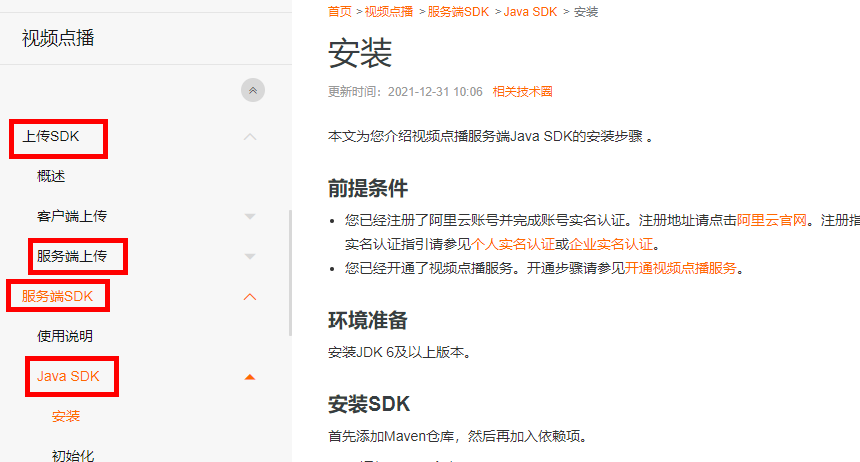 视频点播
上传SDK
概述
客户端上传
服务端上传
服务端SDK
使用说明
Java SDK
安装
初始化
首页 > 视频点播 > 服务端SDK > Java SDK > 安装
安装
更新时间：2021-12-31 10:06 相关技术圈
本文为您介绍视频点播服务端Java SDK的安装步骤 。
前提条件
• 您已经注册了阿里云账号并完成账号实名认证。注册地址请点击阿里云官网。注册指
实名认证指引请参见个人实名认证或企业实名认证。
• 您已经开通了视频点播服务。开通步骤请参见开通视频点播服务。
环境准备
安装JDK 6及以上版本。
安装SDK
首先添加Maven仓库，然后再加入依赖项。